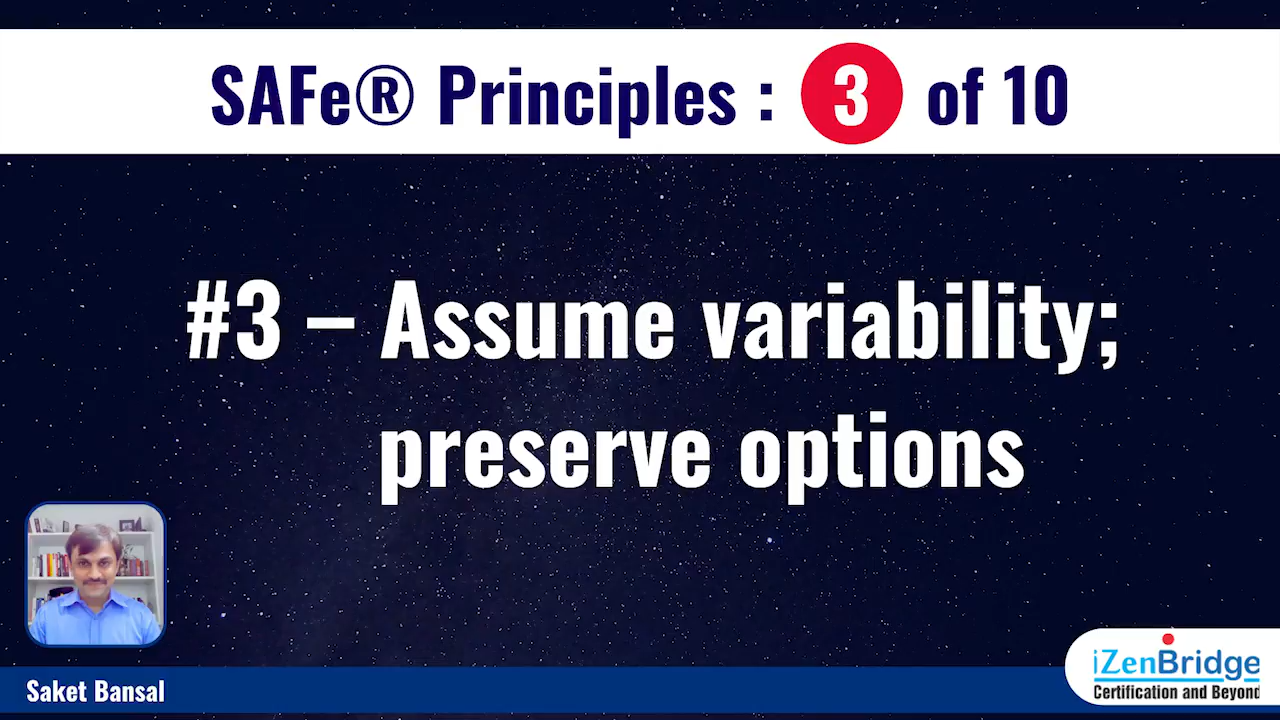 SAFe® Principles : 3 of 10
#3 – Assume variability;
preserve options
Saket Bansal
iZenBridge
Certification and Beyond